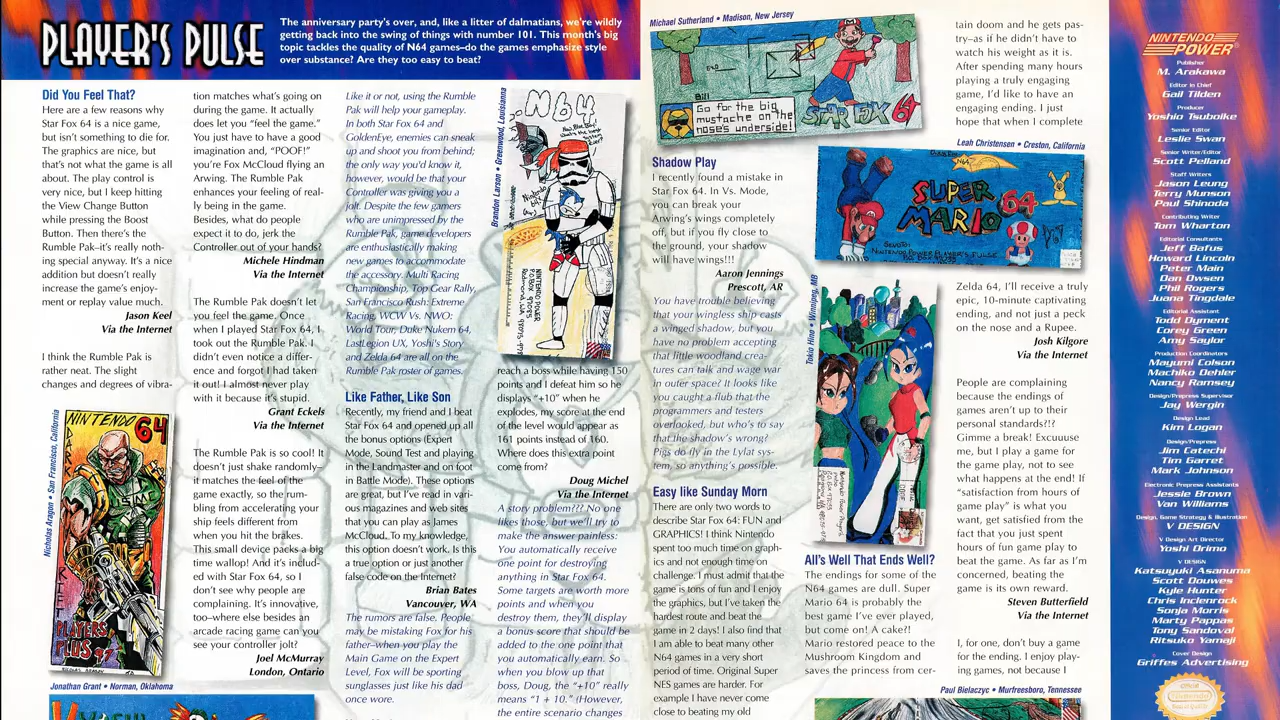 PLAYER'S PULSE
The anniversary party's over, and, like a litter of dalmatians, we're wildly
getting back into the swing of things with number 101. This month's big
topic tackles the quality of N64 games–do the games emphasize style
over substance? Are they too easy to beat?
Did You Feel That?
Here are a few reasons why
Star Fox 64 is a nice game,
but isn't something to die for.
The graphics are nice, but
that's not what the game is all
about. The play control is
very nice, but I keep hitting
the View Change Button
while pressing the Boost
Button. Then there's the
Rumble Pak–it's really noth-
ing special anyway. It's a nice
addition but doesn't really
increase the game's enjoy-
ment or replay value much.
Jason Keel
Via the Internet
I think the Rumble Pak is
rather neat. The slight
changes and degrees of vibra-
Nicholas Aragon • San Francisco, California
NINTENDO 64
PLAYERS
PULSE
97
Jonathan Grant • Norman, Oklahoma
YOSHI
tion matches what's going on
during the game. It actually
does let you "feel the game."
You just have to have a good
imagination and, "POOF!"
you're Fox McCloud flying an
Arwing. The Rumble Pak
enhances your feeling of real-
ly being in the game.
Besides, what do people
expect it to do, jerk the
Controller out of your hands?
Michele Hindman
Via the Internet
The Rumble Pak doesn't let
you feel the game. Once
when I played Star Fox 64, I
took out the Rumble Pak. I
didn't even notice a differ-
ence and forgot I had taken
it out! I almost never play
with it because it's stupid.
Grant Eckels
Via the Internet
The Rumble Pak is so cool! It
doesn't just shake randomly–
it matches the feel of the
game exactly, so the rum-
bling from accelerating your
ship feels different from
when you hit the brakes.
This small device packs a big
time wallop! And it's includ-
ed with Star Fox 64, so I
don't see why people are
complaining. It's innovative,
too–where else besides an
arcade racing game can you
see your controller jolt?
Joel McMurray
London, Ontario
Like it or not, using the Rumble
Pak will help your gameplay.
In both Star Fox 64 and
GoldenEye, enemies can sneak
up and shoot you from behind;
the only way you'd know it,
however, would be that your
Controller was giving you a
jolt. Despite the few gamers
who are unimpressed by the
Rumble Pak, game developers
are enthusiastically making
new games to accommodate
the accessory. Multi Racing
Championship, Top Gear Rally,
San Francisco Rush: Extreme
Racing, WCW Vs. NWO:
World Tour, Duke Nukem 64,
LastLegion UX, Yoshi's Story
and Zelda 64 are all on the
Rumble Pak roster of games.
Like Father, Like Son
Recently, my friend and I beat
Star Fox 64 and opened up all
the bonus options (Expert
Mode, Sound Test and playing
in the Landmaster and on foot
in Battle Mode). These options
are great, but I've read in vari-
ous magazines and web sites
that you can play as James
McCloud. To my knowledge,
this option doesn't work. Is this
a true option or just another
false code on the Internet?
Brian Bates
Vancouver, WA
The rumors are false. People
may be mistaking Fox for his
father–when you play the
Main Game on the Expert
Level, Fox will be sporting
sunglasses just like his dad
once wore.
Brandon Larson • Greenwood, Louisianna
N64
reach a boss while having 150
points and I defeat him so he
displays "+10" when he
explodes, my score at the end
of the level would appear as
161 points instead of 160.
Where does this extra point
come from?
Doug Michel
Via the Internet
A story problem??? No one
likes those, but we'll try to
make the answer painless:
You automatically receive
one point for destroying
anything in Star Fox 64.
Some targets are worth more
points and when you
destroy them, they'll display
a bonus score that should be
added to the one point that
you automatically earn. So
when you blow up that
boss, Doug, the "+10" really
means "1 + 10." (However,
the entire scenario changes
Michael Sutherland • Madison, New Jersey
Bill
Go for the big
mustache on the
nose's underside!
STAR FOX 64
Shadow Play
I recently found a mistake in
Star Fox 64. In Vs. Mode,
you can break your
Arwing's wings completely
off, but if you fly close to
the ground, your shadow
will have wings!!!
Aaron Jennings
Prescott, AR
You have trouble believing
that your wingless ship casts
a winged shadow, but you
have no problem accepting
that little woodland crea-
tures can talk and wage war
in outer space? It looks like
you caught a flub that the
programmers and testers
overlooked, but who's to say
that the shadow's wrong?
Pigs do fly in the Lylat sys-
tem, so anything's possible.
Easy like Sunday Morn
There are only two words to
describe Star Fox 64: FUN and
GRAPHICS! I think Nintendo
spent too much time on graph-
ics and not enough time on
challenge. I must admit that the
game is tons of fun and I enjoy
the graphics, but I've taken the
hardest route and beat the
game in 2 days! I also find that
I am able to beat many other
N64 games in a very short
period of time. Original Super
NES games are harder. For
example I have never come
close to beating my old
Leah Christensen • Creston, California
SUPER
MARIO 64
Tokio Hino • Winnipeg, MB
All's Well That Ends Well?
The endings for some of the
N64 games are dull. Super
Mario 64 is probably the
best game I've ever played,
but come on! A cake?!
Mario restored peace to the
Mushroom Kingdom and
saves the princess from cer-
tain doom and he gets pas-
try–as if he didn't have to
watch his weight as it is.
After spending many hours
playing a truly engaging
game, I'd like to have an
engaging ending. I just
hope that when I complete
Zelda 64, I'll receive a truly
epic, 10-minute captivating
ending, and not just a peck
on the nose and a Rupee.
Josh Kilgore
Via the Internet
People are complaining
because the endings of
games aren't up to their
personal standards?!?
Gimme a break! Excuuuse
me, but I play a game for
the game play, not to see
what happens at the end! If
"satisfaction from hours of
game play" is what you
want, get satisfied from the
fact that you just spent
hours of fun game play to
beat the game. As far as I'm
concerned, beating the
game is its own reward.
Steven Butterfield
Via the Internet
I, for one, don't buy a game
for the ending. I enjoy play-
ing games, not because I
Paul Bielaczyc • Murfreesboro, Tennessee
NINTENDO
POWER
Publisher
M. Arakawa
Editor in Chief
Gail Tilden
Producer
Yoshio Tsuboike
Senior Editor
Leslie Swan
Senior Writer/Editor
Scott Pelland
Staff Writers
Jason Leung
Terry Munson
Paul Shinoda
Contributing Writer
Tom Wharton
Editorial Consultants
Jeff Bafus
Howard Lincoln
Peter Main
Dan Owsen
Phil Rogers
Juana Tingdale
Editorial Assistant
Todd Dyment
Corey Green
Amy Saylor
Production Coordinators
Mayumi Colson
Machiko Oehler
Nancy Ramsey
Design/Prepress Supervisor
Jay Wergin
Design Lead
Kim Logan
Design/Prepress
Jim Catechi
Tim Garret
Mark Johnson
Electronic Prepress Assistants
Jessie Brown
Van Williams
Design, Game Strategy & Illustration
V DESIGN
V Design Art Director
Yoshi Orimo
V DESIGN
Katsuyuki Asanuma
Scott Douwes
Kyle Hunter
Chris Inclenrock
Sonja Morris
Marty Pappas
Tony Sandoval
Ritsuko Yamaji
Cover Design
Griffes Advertising
Nintendo